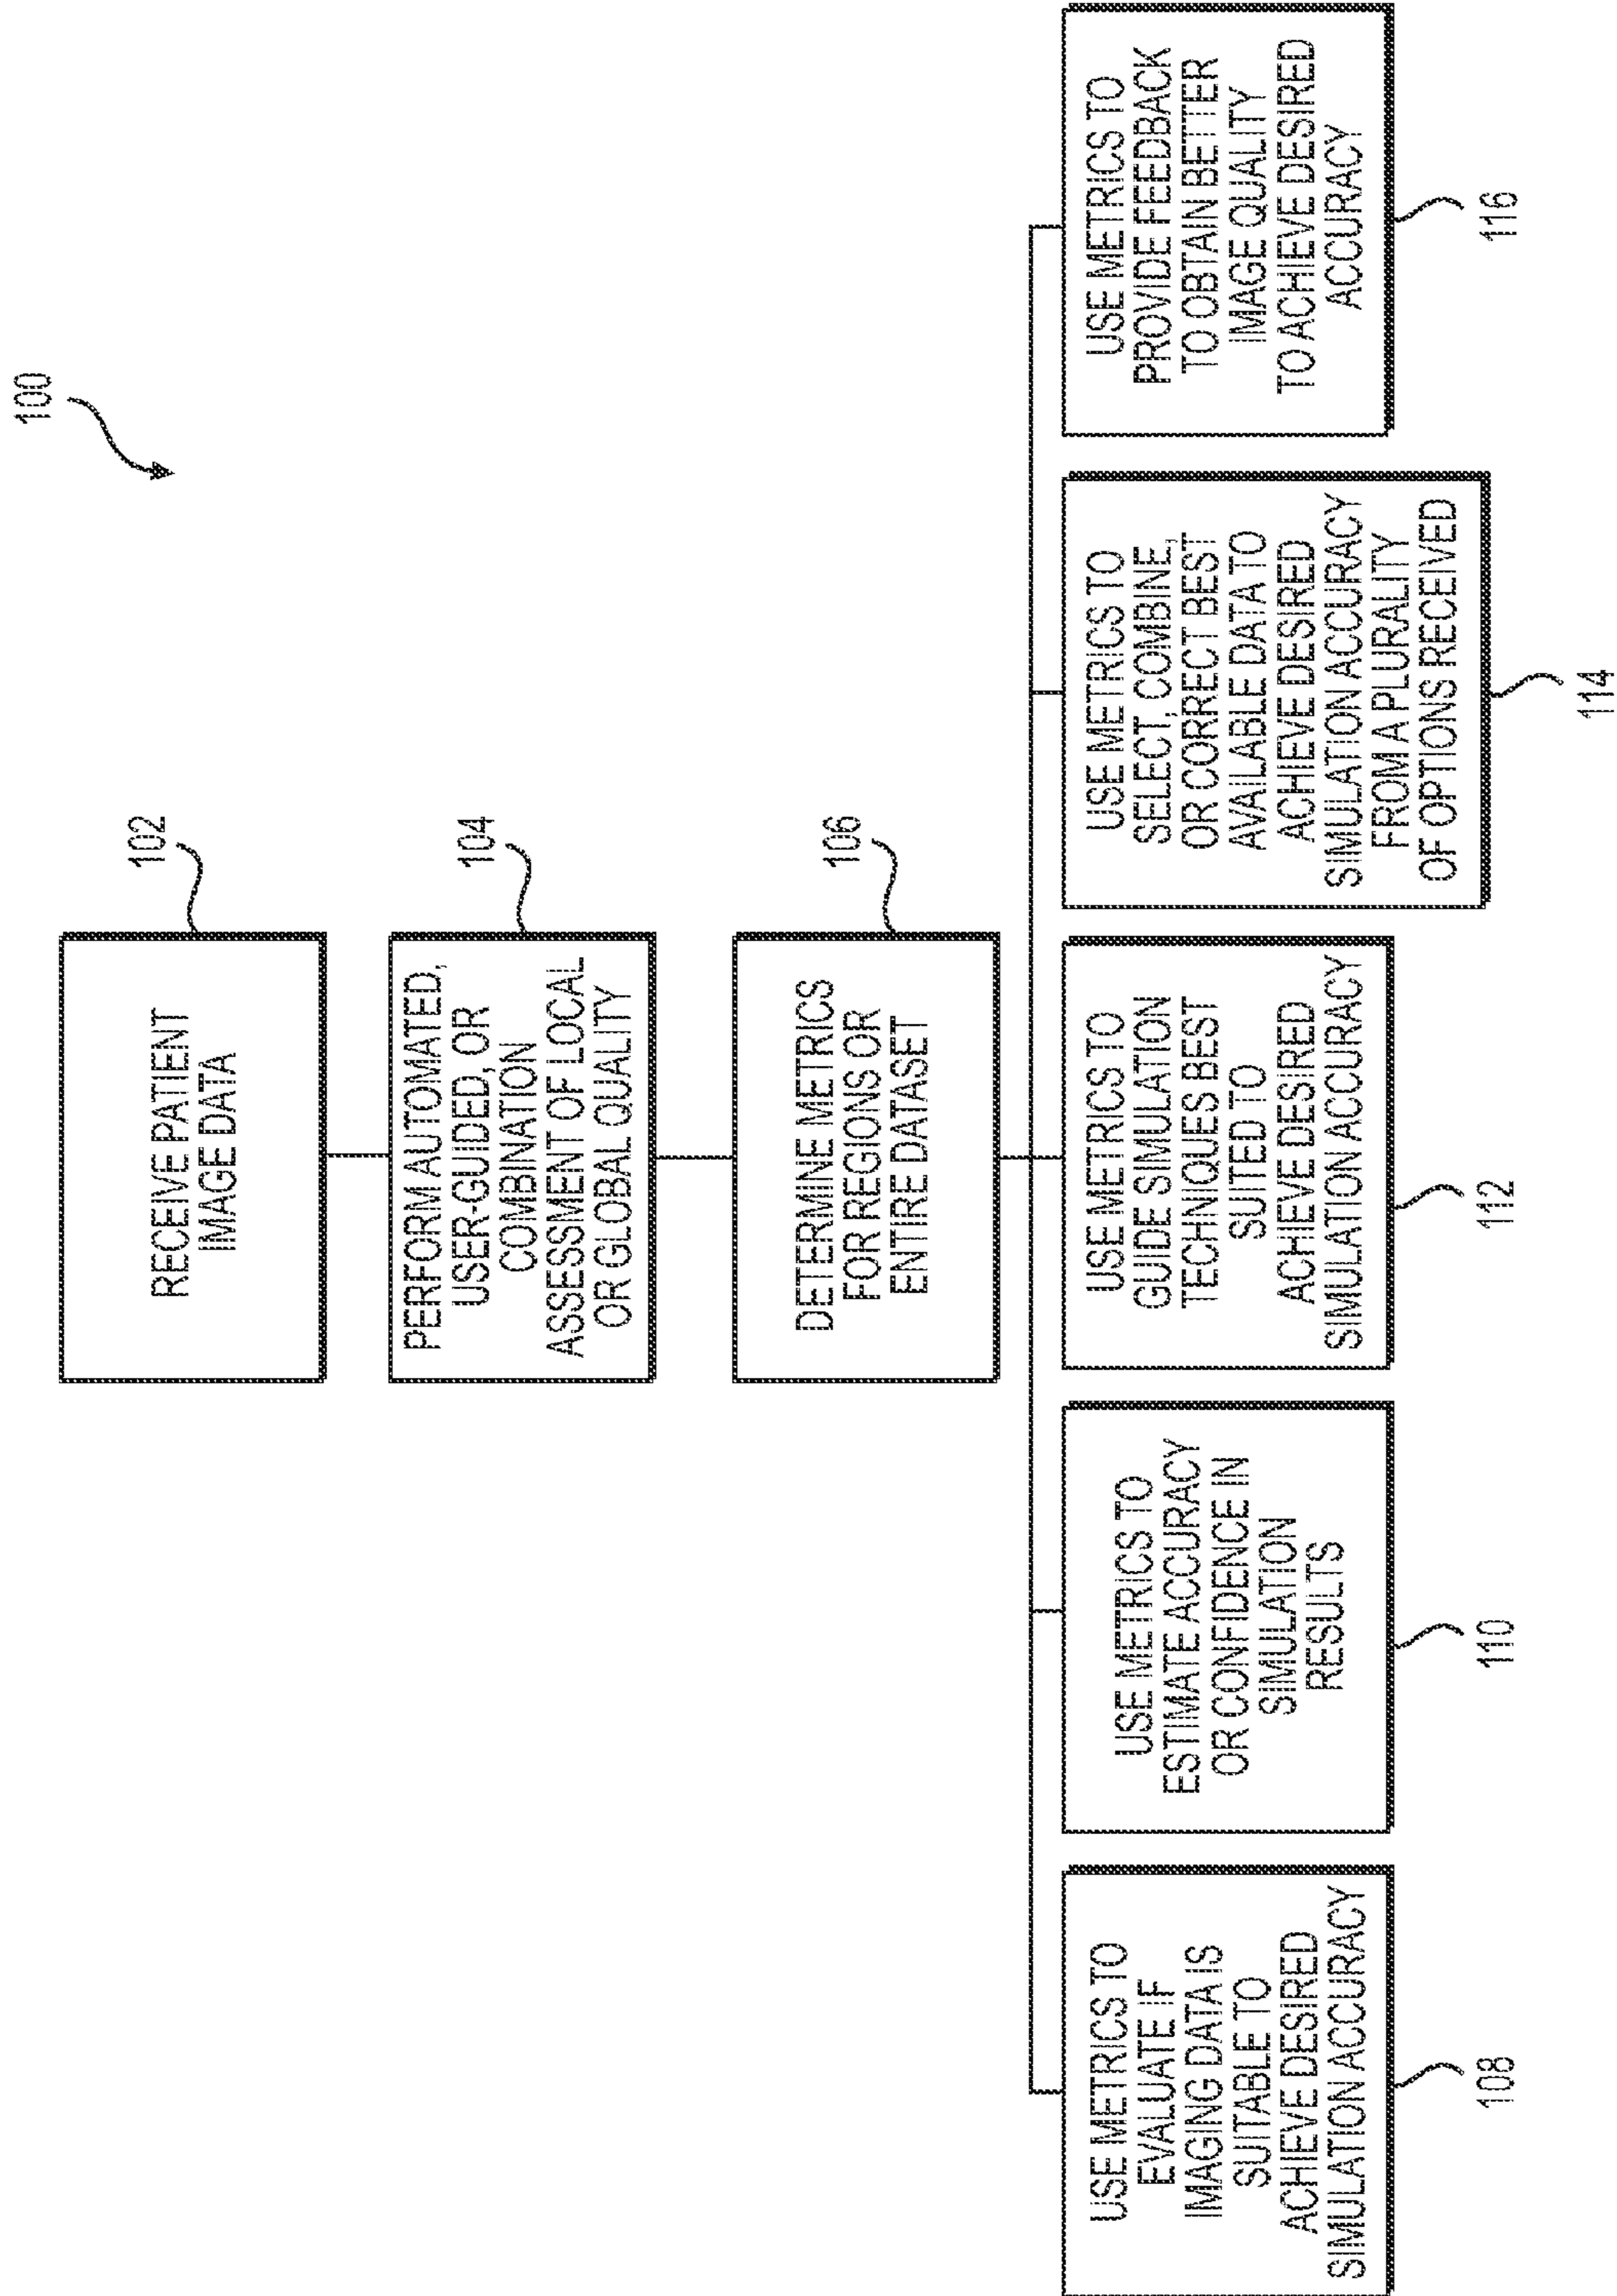 100
RECEIVE PATIENT
IMAGE DATA
102
PERFORM AUTOMATED,
USER-GUIDED, OR
COMBINATION
ASSESSMENT OF LOCAL
OR GLOBAL QUALITY
104
DETERMINE METRICS
FOR REGIONS OR
ENTIRE DATASET
106
USE METRICS TO
EVALUATE IF
IMAGING DATA IS
SUITABLE TO
ACHIEVE DESIRED
SIMULATION ACCURACY
108
USE METRICS TO
ESTIMATE ACCURACY
OR CONFIDENCE IN
SIMULATION
RESULTS
110
USE METRICS TO
GUIDE SIMULATION
TECHNIQUES BEST
SUITED TO
ACHIEVE DESIRED
SIMULATION ACCURACY
112
USE METRICS TO
SELECT, COMBINE,
OR CORRECT BEST
AVAILABLE DATA TO
ACHIEVE DESIRED
SIMULATION ACCURACY
FROM A PLURALITY
OF OPTIONS RECEIVED
114
USE METRICS TO
PROVIDE FEEDBACK
TO OBTAIN BETTER
IMAGE QUALITY
TO ACHIEVE DESIRED
ACCURACY
116